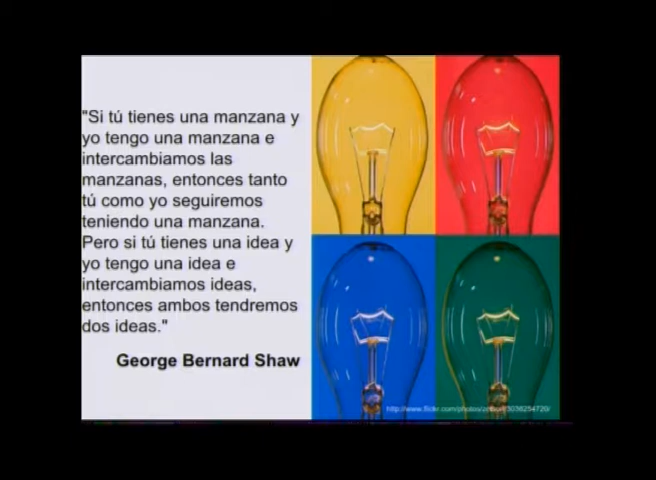 "Si tú tienes una manzana y
yo tengo una manzana e
intercambiamos las
manzanas, entonces tanto
tú como yo seguiremos
teniendo una manzana.
Pero si tú tienes una idea y
yo tengo una idea e
intercambiamos ideas,
entonces ambos tendremos
dos ideas."
George Bernard Shaw